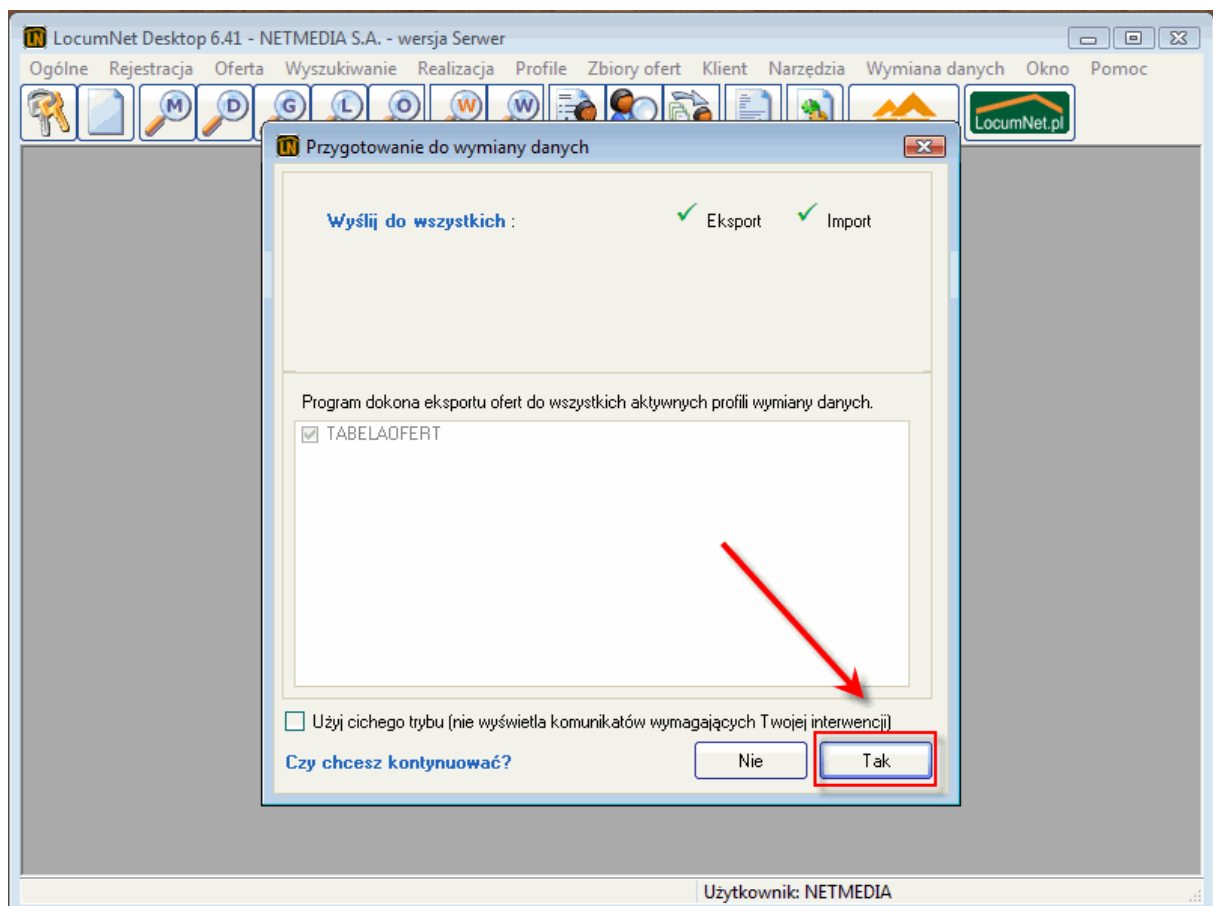 LocumNet Desktop 6.41 - NETMEDIA S.A. - wersja Serwer
Ogólne Rejestracja Oferta Wyszukiwanie Realizacja Profile Zbiory ofert Klient Narzędzia Wymiana danych Okno Pomoc
M D G L O W W
LocumNet.pl
LN Przygotowanie do wymiany danych
Wyślij do wszystkich : Eksport Import
Program dokona eksportu ofert do wszystkich aktywnych profili wymiany danych.
TABELAOFERT
Użyj cichego trybu (nie wyświetla komunikatów wymagających Twojej interwencji)
Czy chcesz kontynuować? Nie Tak
Użytkownik: NETMEDIA